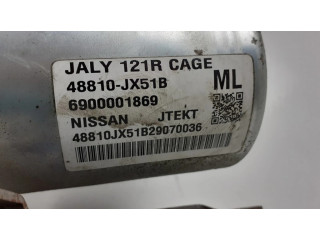 JALY 121R CAGE
48810-JX51B
ML
6900001869
NISSAN JTEKT
48810JX51B29070036